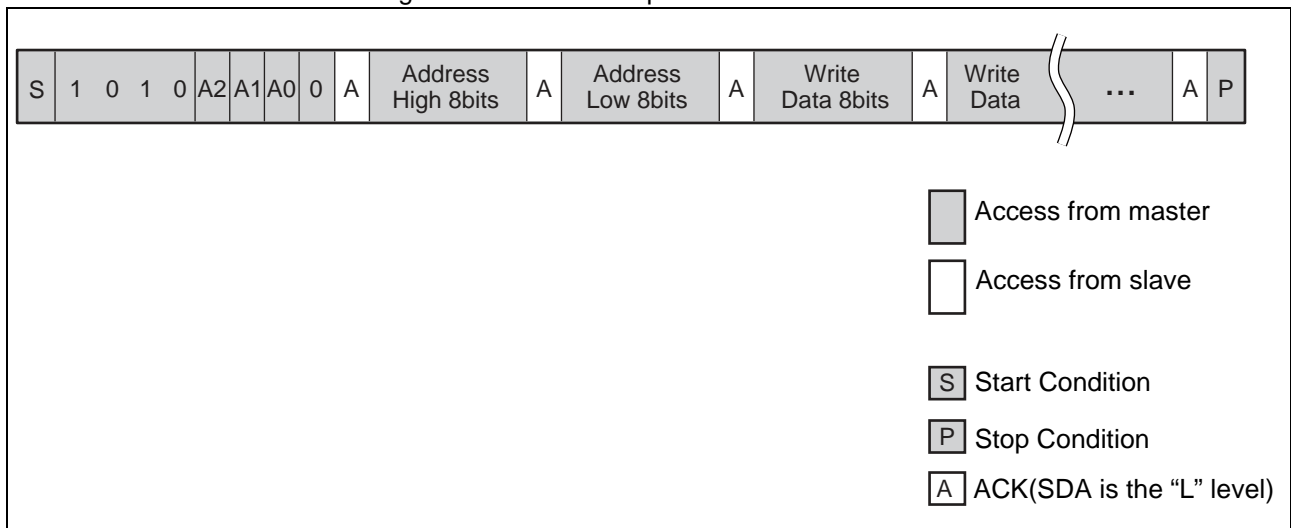 S 1 0 1 0 A2 A1 A0 0 A Address High 8bits A Address Low 8bits A Write Data 8bits A Write Data ... A P
Access from master
Access from slave
S Start Condition
P Stop Condition
A ACK(SDA is the “L” level)